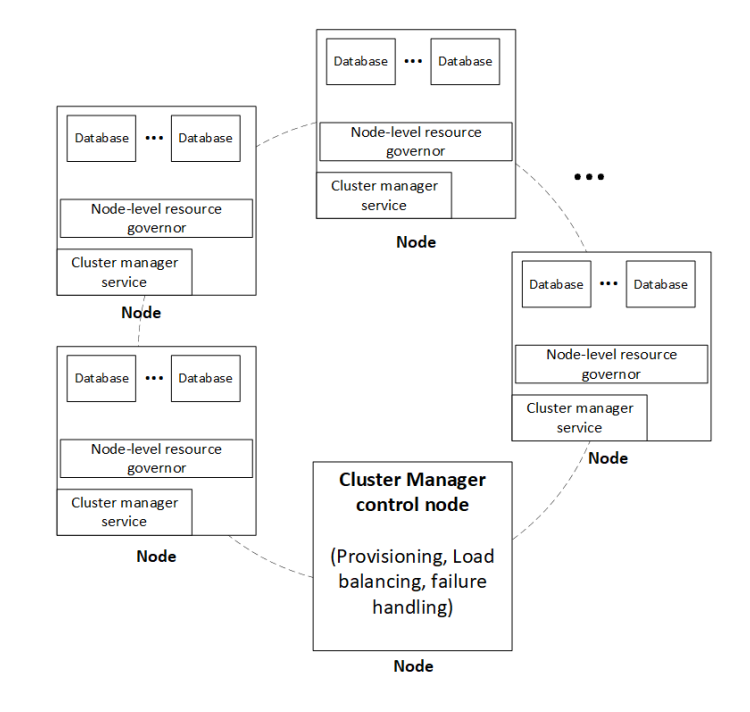 Database ••• Database
Node-level resource
governor
Cluster manager
service
Node
Database ••• Database
Node-level resource
governor
Cluster manager
service
Node
•••
Database ••• Database
Node-level resource
governor
Cluster manager
service
Node
Database ••• Database
Node-level resource
governor
Cluster manager
service
Node
Cluster Manager
control node
(Provisioning, Load
balancing, failure
handling)
Node